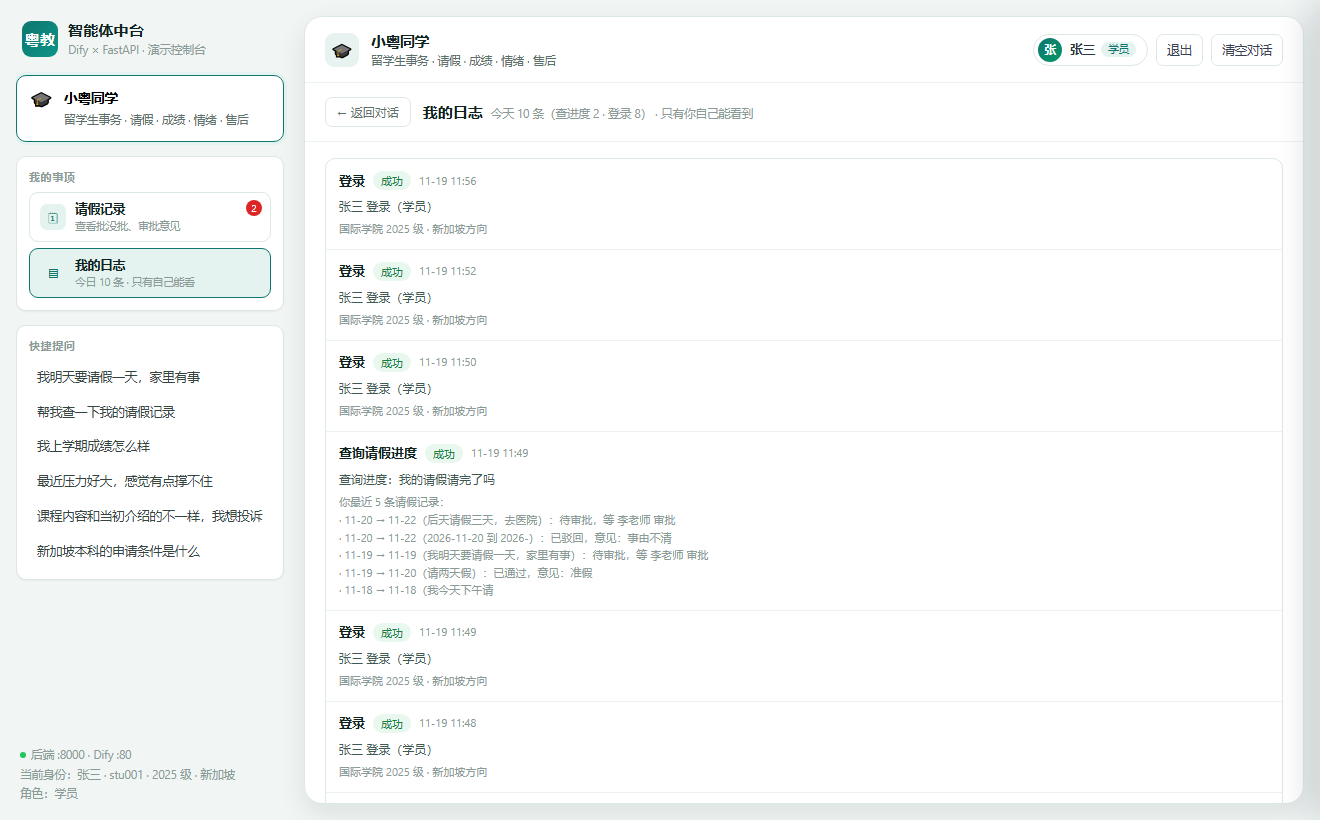 粤教
智能体中台
Dify × FastAPI · 演示控制台
小粤同学
留学生事务 · 请假 · 成绩 · 情绪 · 售后
我的事项
请假记录
查看批没批、审批意见
2
我的日志
今日 10 条 · 只有自己能看
快捷提问
我明天要请假一天，家里有事
帮我查一下我的请假记录
我上学期成绩怎么样
最近压力好大，感觉有点撑不住
课程内容和当初介绍的不一样，我想投诉
新加坡本科的申请条件是什么
后端 :8000 · Dify :80
当前身份：张三 · stu001 · 2025 级 · 新加坡
角色：学员
小粤同学
留学生事务 · 请假 · 成绩 · 情绪 · 售后
张 张三 学员 退出 清空对话
← 返回对话 我的日志 今天 10 条（查进度 2 · 登录 8） · 只有你自己能看到
登录 成功 11-19 11:56
张三 登录（学员）
国际学院 2025 级 · 新加坡方向
登录 成功 11-19 11:52
张三 登录（学员）
国际学院 2025 级 · 新加坡方向
登录 成功 11-19 11:50
张三 登录（学员）
国际学院 2025 级 · 新加坡方向
查询请假进度 成功 11-19 11:49
查询进度：我的请假请完了吗
你最近 5 条请假记录：
· 11-20 → 11-22（后天请假三天，去医院）：待审批，等 李老师 审批
· 11-20 → 11-22（2026-11-20 到 2026-）：已驳回，意见：事由不清
· 11-19 → 11-19（我明天要请假一天，家里有事）：待审批，等 李老师 审批
· 11-19 → 11-20（请两天假）：已通过，意见：准假
· 11-18 → 11-18（我今天下午请
登录 成功 11-19 11:49
张三 登录（学员）
国际学院 2025 级 · 新加坡方向
登录 成功 11-19 11:48
张三 登录（学员）
国际学院 2025 级 · 新加坡方向